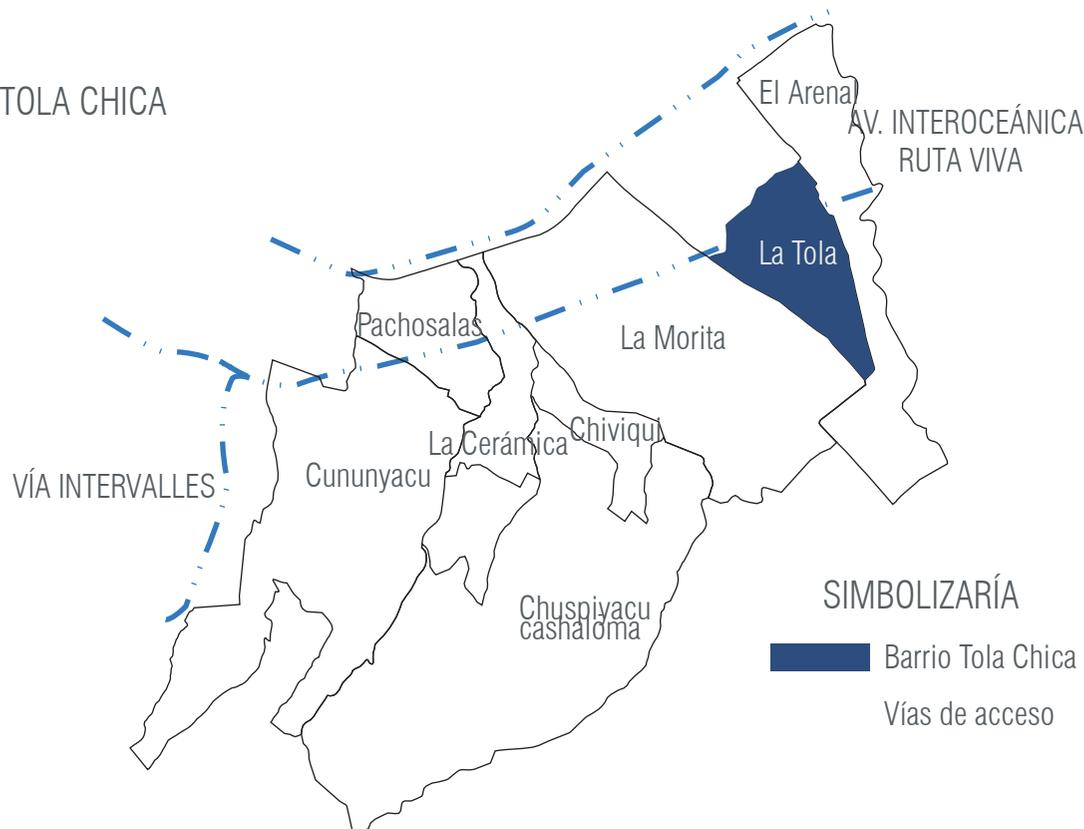 TOLA CHICA
El Arenal
AV. INTEROCEÁNICA
RUTA VIVA
La Tola
Pachosalas
La Morita
La Cerámica
Chiviqui
Cununyacu
VÍA INTERVALLES
Chuspiyacu
cashaloma
SIMBOLIZARÍA
Barrio Tola Chica
Vías de acceso